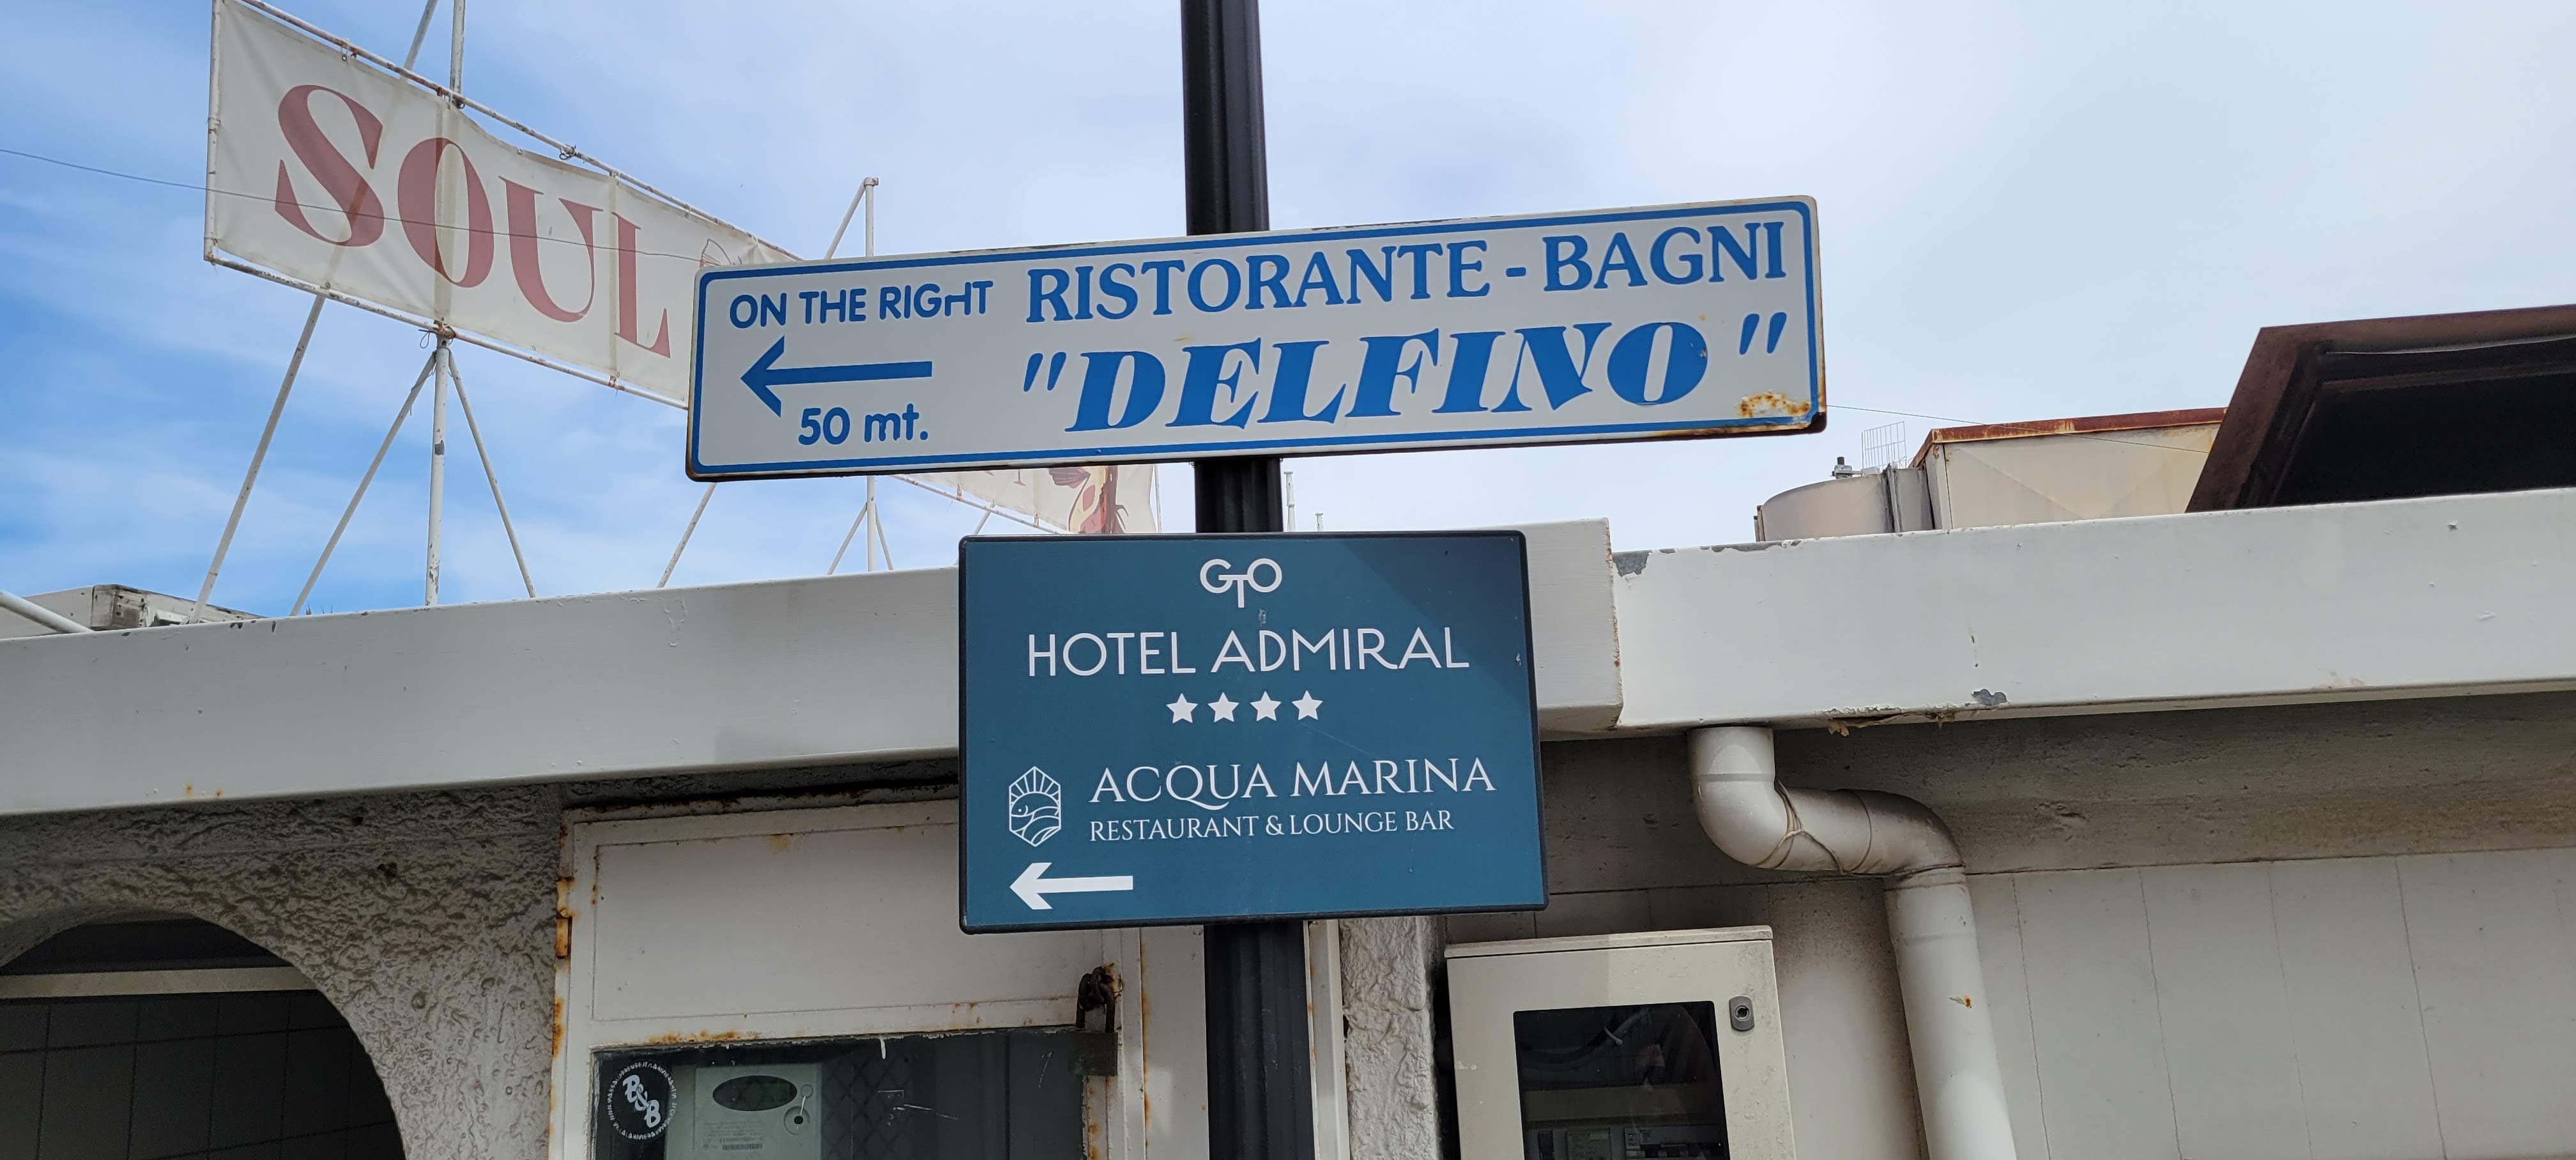 SOUL
ON THE RIGHT
50 mt.
RISTORANTE - BAGNI
"DELFINO"
GTO
HOTEL ADMIRAL
ACQUA MARINA
RESTAURANT & LOUNGE BAR
B&B